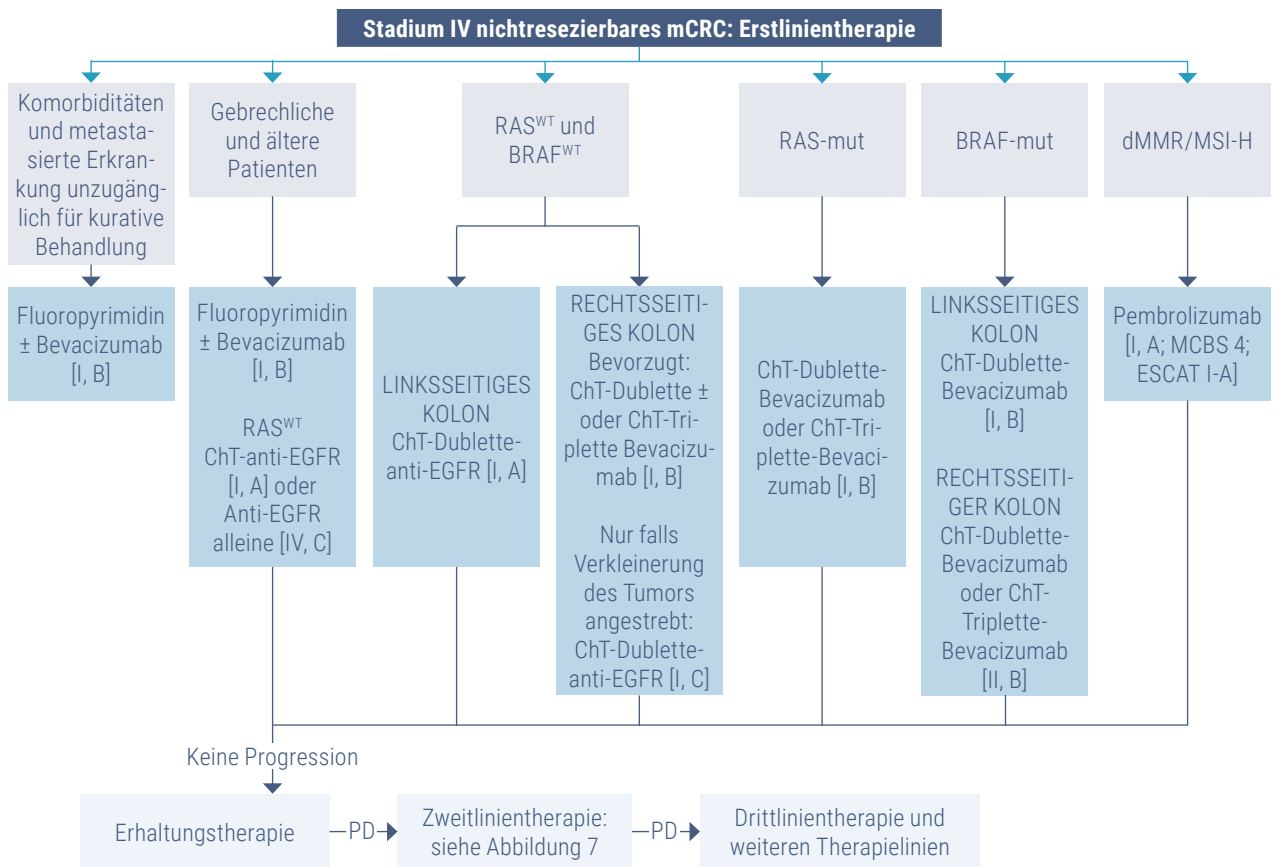 Stadium IV nichtresezierbares mCRC: Erstlinientherapie
Komorbiditäten
und metasta-
sierte Erkran-
kung unzugäng-
lich für kurative
Behandlung
Gebrechliche
und ältere
Patienten
RASᵂᵀ und
BRAFᵂᵀ
RAS-mut
BRAF-mut
dMMR/MSI-H
Fluoropyrimidin
± Bevacizumab
[I, B]
Fluoropyrimidin
± Bevacizumab
[I, B]
RASᵂᵀ
ChT-anti-EGFR
[I, A] oder
Anti-EGFR
alleine [IV, C]
LINKSSEITIGES
KOLON
ChT-Dublette-
anti-EGFR [I, A]
RECHTSSEITI-
GES KOLON
Bevorzugt:
ChT-Dublette ±
oder ChT-Tri-
plette Bevacizu-
mab [I, B]
Nur falls
Verkleinerung
des Tumors
angestrebt:
ChT-Dublette-
anti-EGFR [I, C]
ChT-Dublette-
Bevacizumab
oder ChT-Tri-
plette-Bevaci-
zumab [I, B]
LINKSSEITIGES
KOLON
ChT-Dublette-
Bevacizumab
[I, B]
RECHTSSEITI-
GER KOLON
ChT-Dublette-
Bevacizumab
oder ChT-
Triplette-
Bevacizumab
[II, B]
Pembrolizumab
[I, A; MCBS 4;
ESCAT I-A]
Keine Progression
Erhaltungstherapie
PD
Zweitlinientherapie:
siehe Abbildung 7
PD
Drittlinientherapie und
weiteren Therapielinien